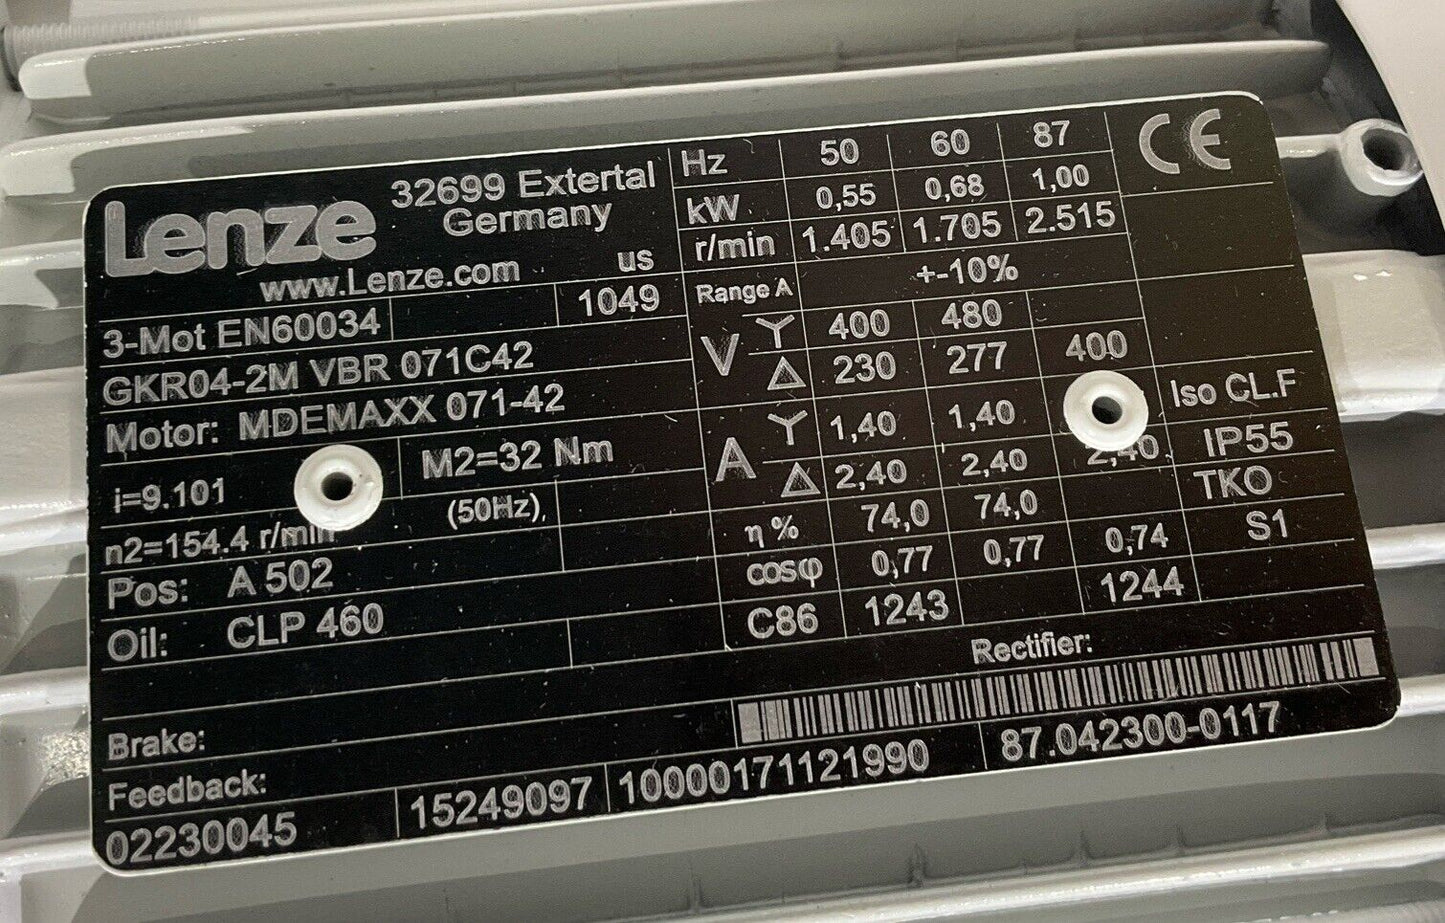 Lenze
32699 Extertal
Germany
www.Lenze.com
us
3-Mot EN60034 1049
GKR04-2M VBR 071C42
Motor: MDEMAXX 071-42
i=9.101 M2=32 Nm
n2=154.4 r/min (50Hz)
Pos: A 502
Oil: CLP 460
Brake:
Feedback:
02230045 15249097 10000171121990 87.042300-0117
Hz 50 60 87
kW 0,55 0,68 1,00
r/min 1.405 1.705 2.515
Range A +-10%
V Y 400 480
Δ 230 277 400
A Y 1,40 1,40
Δ 2,40 2,40 2,40
η% 74,0 74,0
cosφ 0,77 0,77 0,74
C86 1243 1244
Rectifier:
CE
Iso CL.F
IP55
TKO
S1